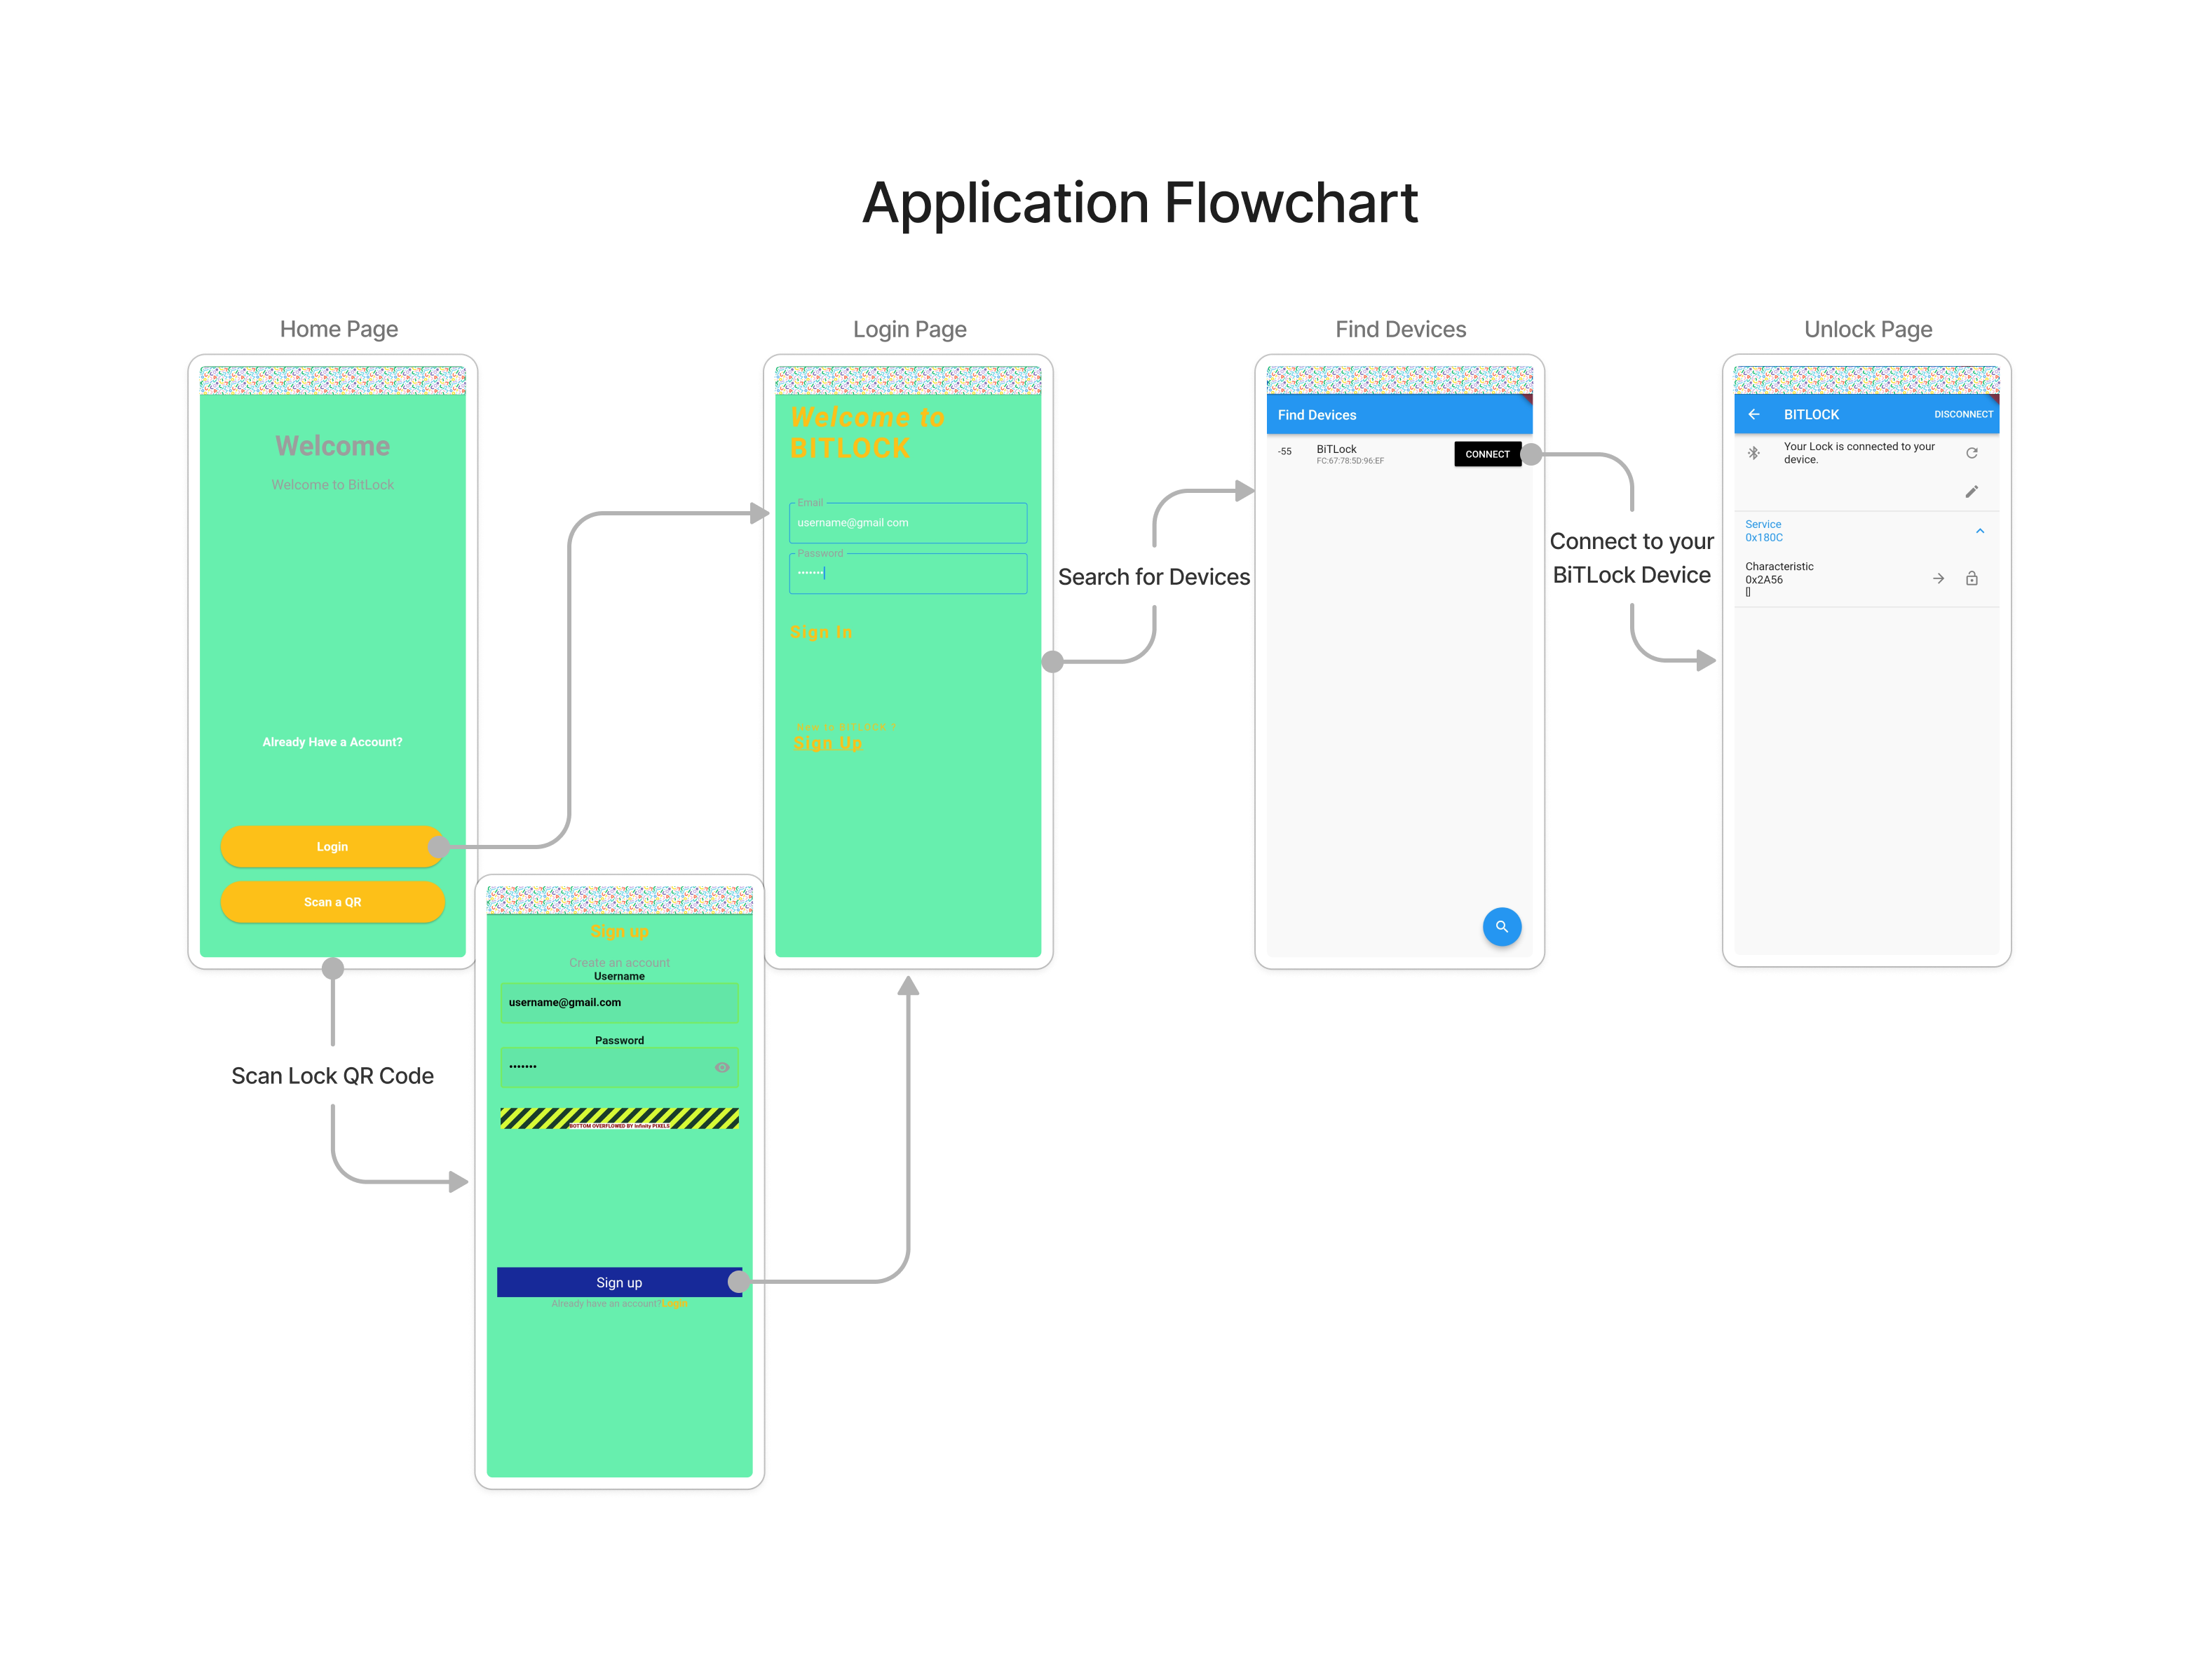 Application Flowchart
Home Page
Welcome
Welcome to BitLock
Already Have a Account?
Login
Scan a QR
Scan Lock QR Code
Sign up
Create an account
Username
username@gmail.com
Password
•••••••
BOTTOM OVERFLOWED BY Infinity PIXELS
Sign up
Already have an account?Login
Login Page
Welcome to
BITLOCK
Email
username@gmail com
Password
•••••••
Sign In
New to BITLOCK ?
Sign Up
Search for Devices
Find Devices
Find Devices
-55
BiTLock
FC:67:78:5D:96:EF
CONNECT
Connect to your
BiTLock Device
Unlock Page
BITLOCK
DISCONNECT
Your Lock is connected to your
device.
Service
0x180C
Characteristic
0x2A56
[]